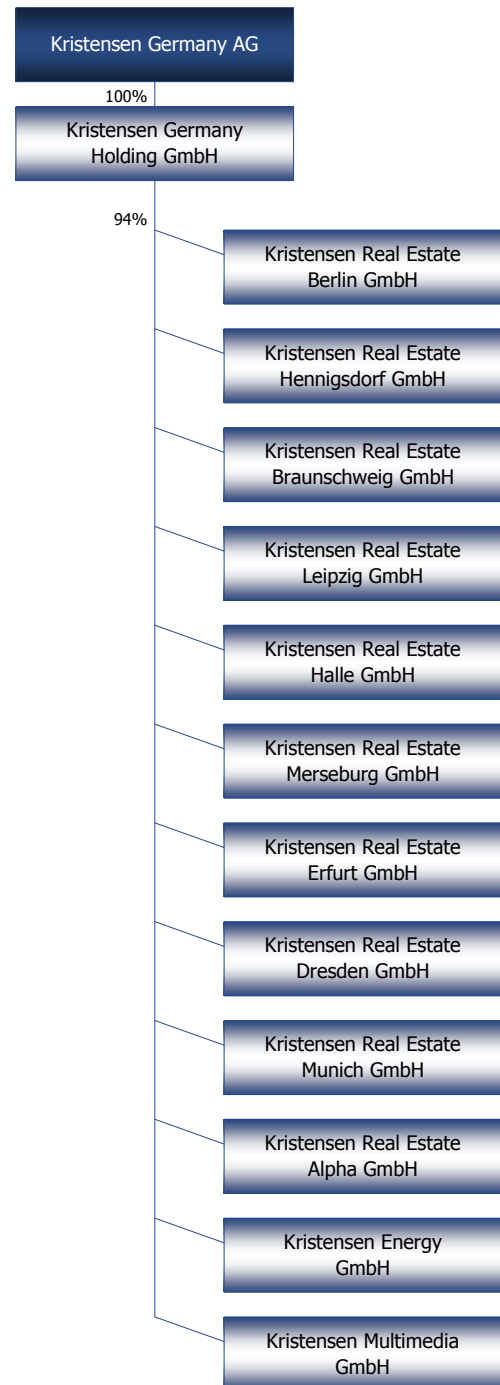 Kristensen Germany AG
100%
Kristensen Germany
Holding GmbH
94%
Kristensen Real Estate
Berlin GmbH
Kristensen Real Estate
Hennigsdorf GmbH
Kristensen Real Estate
Braunschweig GmbH
Kristensen Real Estate
Leipzig GmbH
Kristensen Real Estate
Halle GmbH
Kristensen Real Estate
Merseburg GmbH
Kristensen Real Estate
Erfurt GmbH
Kristensen Real Estate
Dresden GmbH
Kristensen Real Estate
Munich GmbH
Kristensen Real Estate
Alpha GmbH
Kristensen Energy
GmbH
Kristensen Multimedia
GmbH